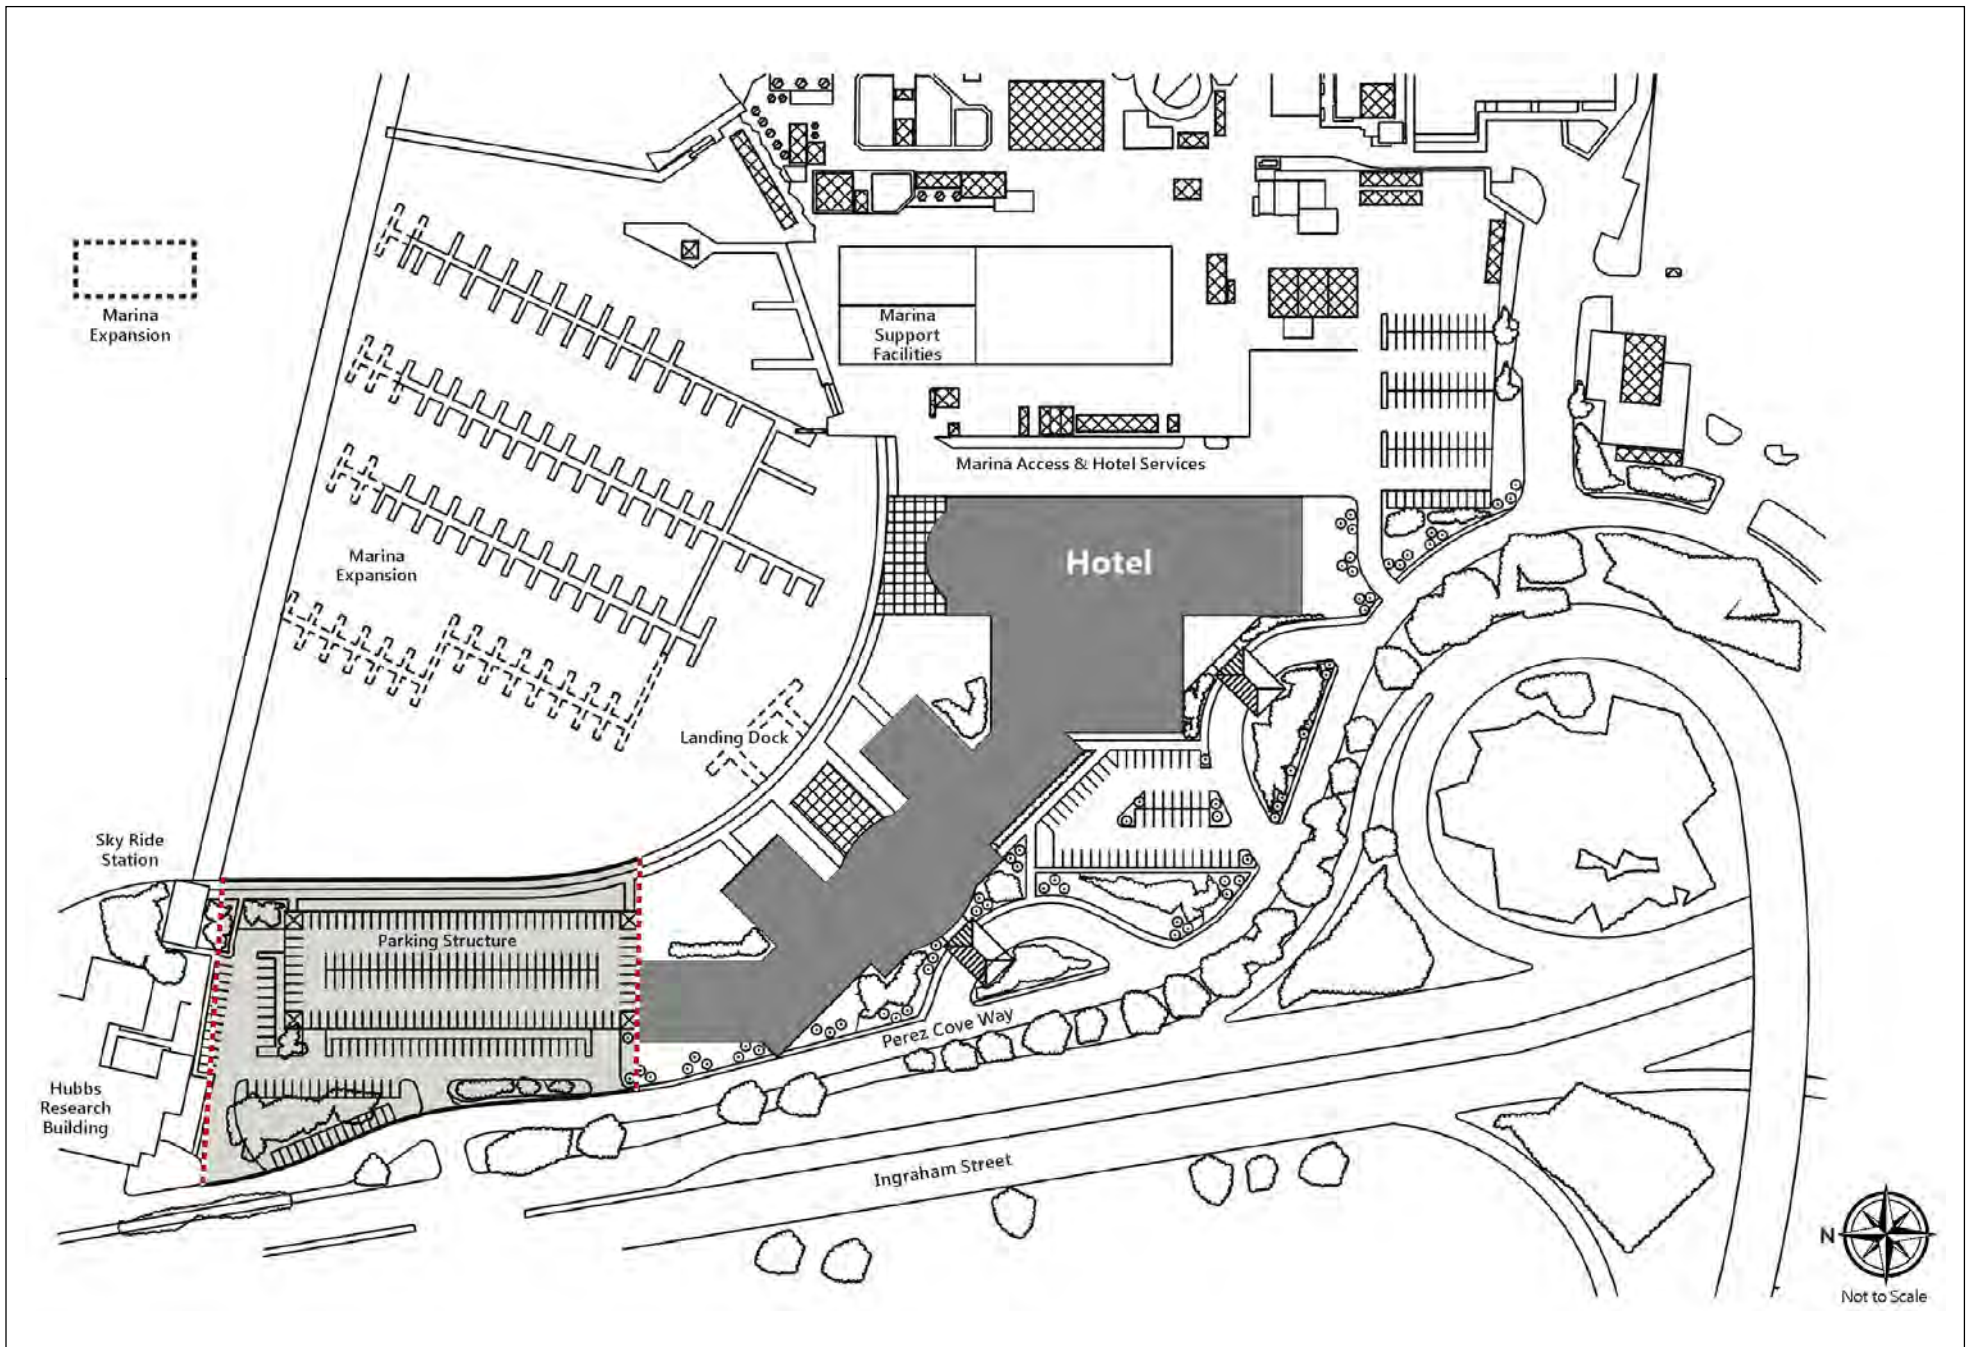 Marina
Expansion
Marina
Support
Facilities
Marina Access & Hotel Services
Hotel
Marina
Expansion
Landing Dock
Sky Ride
Station
Parking Structure
Perez Cove Way
Hubbs
Research
Building
Ingraham Street
N
Not to Scale